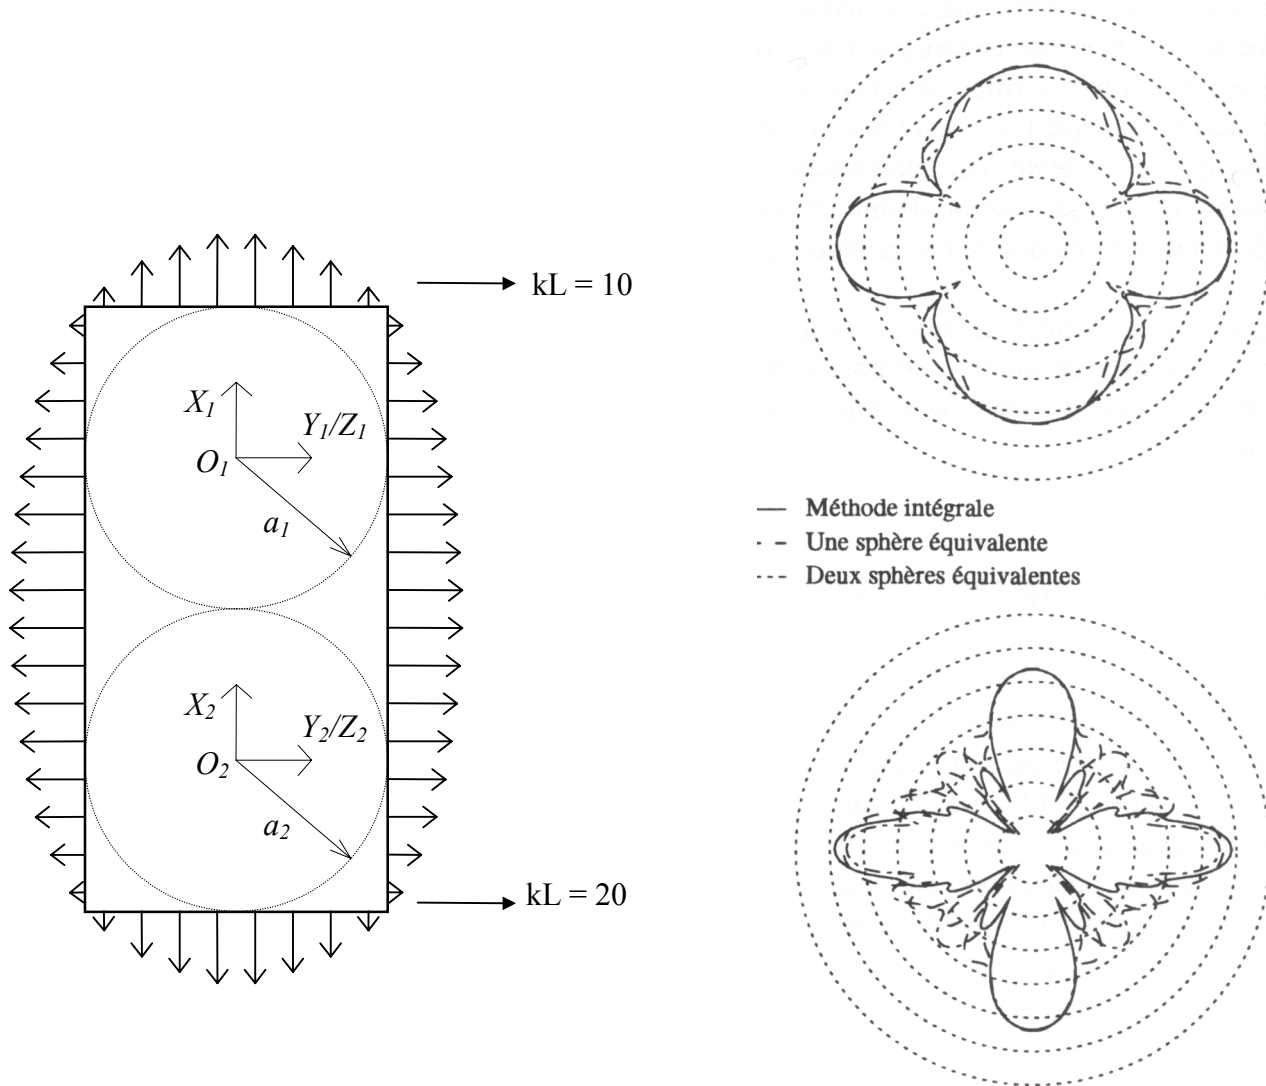 kL = 10
X1
Y1/Z1
O1
a1
Méthode intégrale
Une sphère équivalente
Deux sphères équivalentes
X2
Y2/Z2
O2
a2
kL = 20